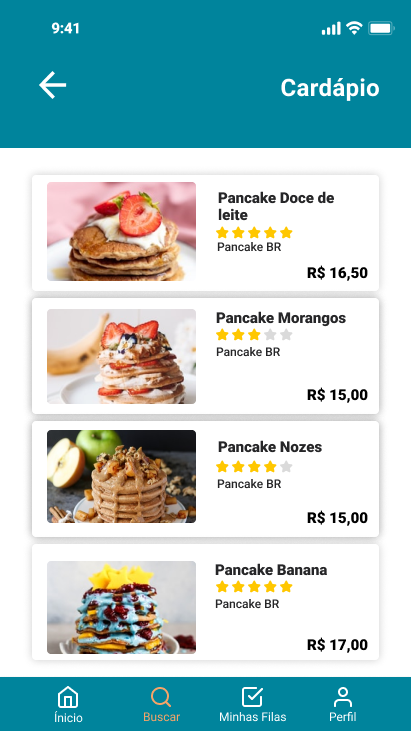 9:41
Cardápio
Pancake Doce de
leite
Pancake BR
R$ 16,50
Pancake Morangos
Pancake BR
R$ 15,00
Pancake Nozes
Pancake BR
R$ 15,00
Pancake Banana
Pancake BR
R$ 17,00
Ínicio
Buscar
Minhas Filas
Perfil